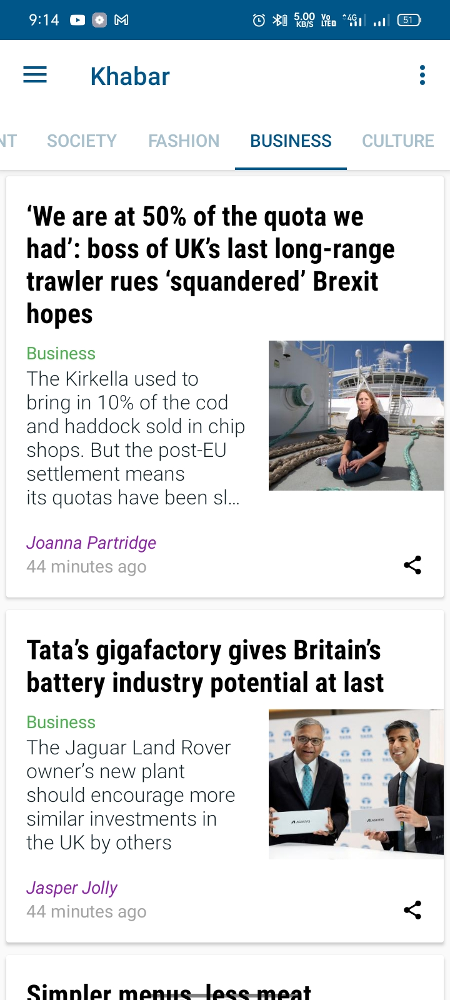 9:14
5.00
KB/S
Vo
LTED
4G
51
Khabar
NT
SOCIETY
FASHION
BUSINESS
CULTURE
‘We are at 50% of the quota we
had’: boss of UK’s last long-range
trawler rues ‘squandered’ Brexit
hopes
Business
The Kirkella used to
bring in 10% of the cod
and haddock sold in chip
shops. But the post-EU
settlement means
its quotas have been sl...
Joanna Partridge
44 minutes ago
Tata’s gigafactory gives Britain’s
battery industry potential at last
Business
The Jaguar Land Rover
owner’s new plant
should encourage more
similar investments in
the UK by others
TATA
AGRATAS
AGRATAS
Jasper Jolly
44 minutes ago
Simpler menus, less meat